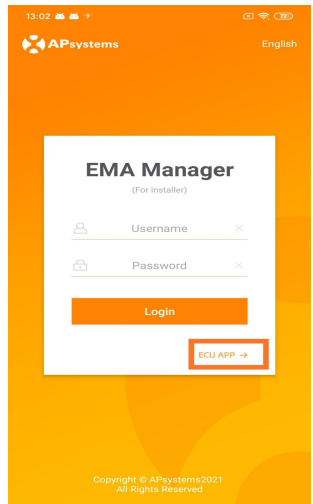 13:02
APsystems
English
EMA Manager
(For Installer)
Username
Password
Login
ECU APP →
Copyright © APsystems2021
All Rights Reserved